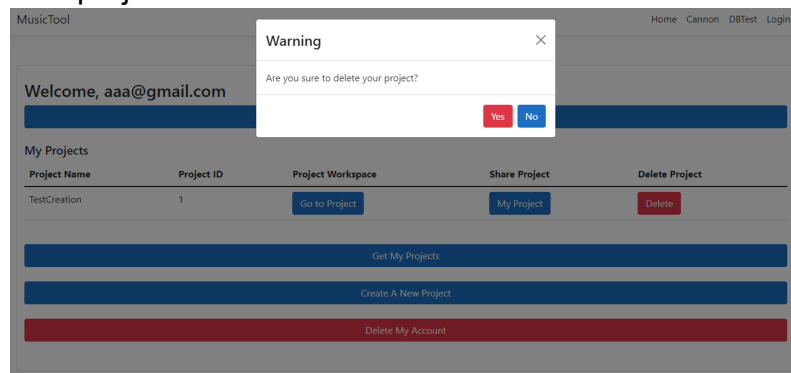 MusicTool
Home Cannon DBTest Login
Warning
Are you sure to delete your project?
Yes No
Welcome, aaa@gmail.com
My Projects
Project Name Project ID Project Workspace Share Project Delete Project
TestCreation 1 Go to Project My Project Delete
Get My Projects
Create A New Project
Delete My Account